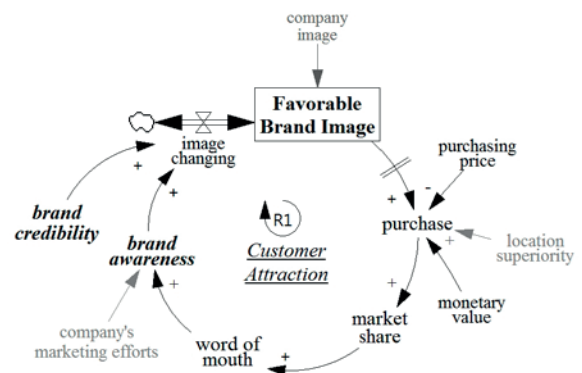 company
image
Favorable
Brand Image
image
changing
+
+
purchasing
price
-
+
purchase
+
location
superiority
brand
credibility
brand
awareness
R1
Customer
Attraction
+
+
monetary
value
market
share
company's
marketing efforts
word of
mouth
+